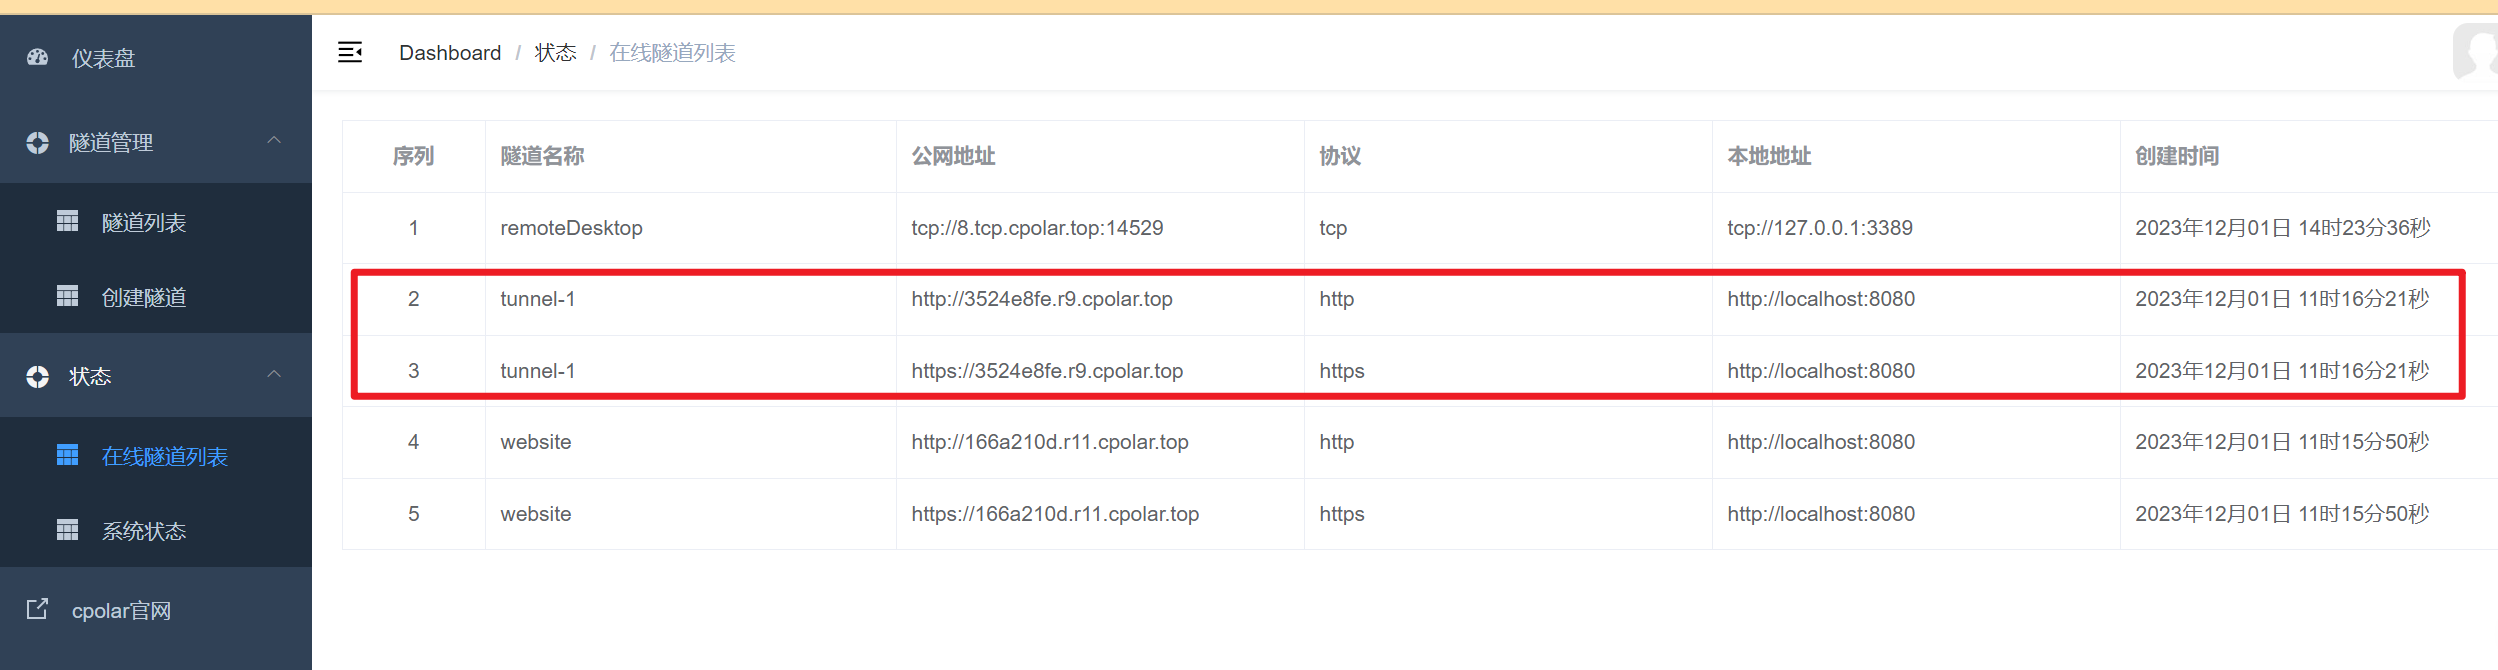 仪表盘
隧道管理
隧道列表
创建隧道
状态
在线隧道列表
系统状态
cpolar官网
Dashboard / 状态 / 在线隧道列表
序列 隧道名称 公网地址 协议 本地地址 创建时间
1 remoteDesktop tcp://8.tcp.cpolar.top:14529 tcp tcp://127.0.0.1:3389 2023年12月01日 14时23分36秒
2 tunnel-1 http://3524e8fe.r9.cpolar.top http http://localhost:8080 2023年12月01日 11时16分21秒
3 tunnel-1 https://3524e8fe.r9.cpolar.top https http://localhost:8080 2023年12月01日 11时16分21秒
4 website http://166a210d.r11.cpolar.top http http://localhost:8080 2023年12月01日 11时15分50秒
5 website https://166a210d.r11.cpolar.top https http://localhost:8080 2023年12月01日 11时15分50秒